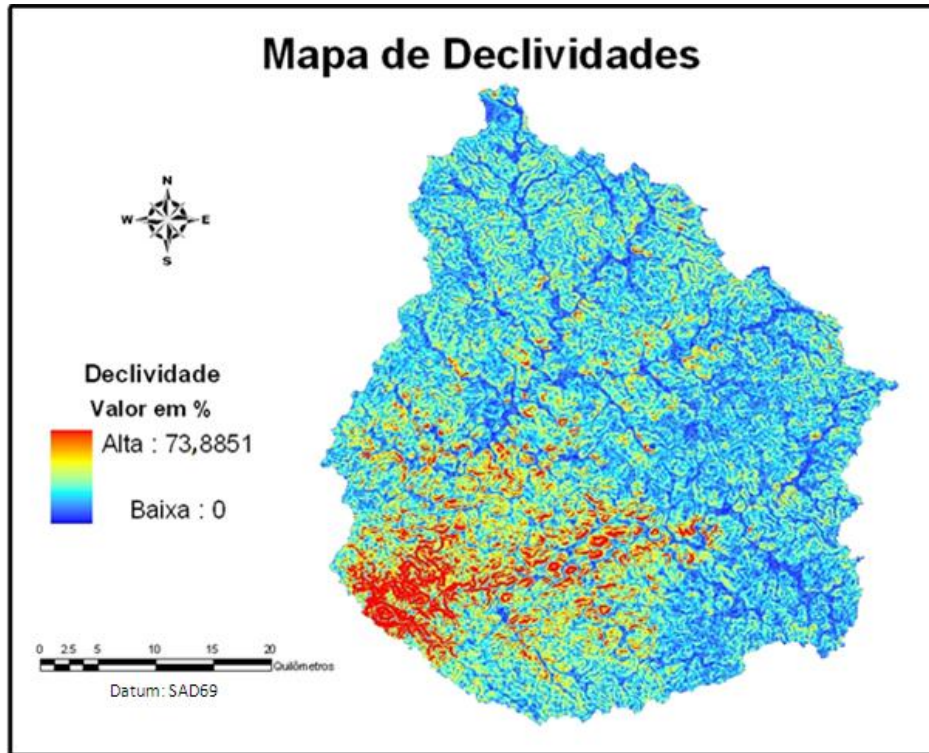 Mapa de Declividades
N
W E
S
Declividade
Valor em %
Alta : 73,8851
Baixa : 0
0 2.5 5 10 15 20
Quilômetros
Datum: SAD69